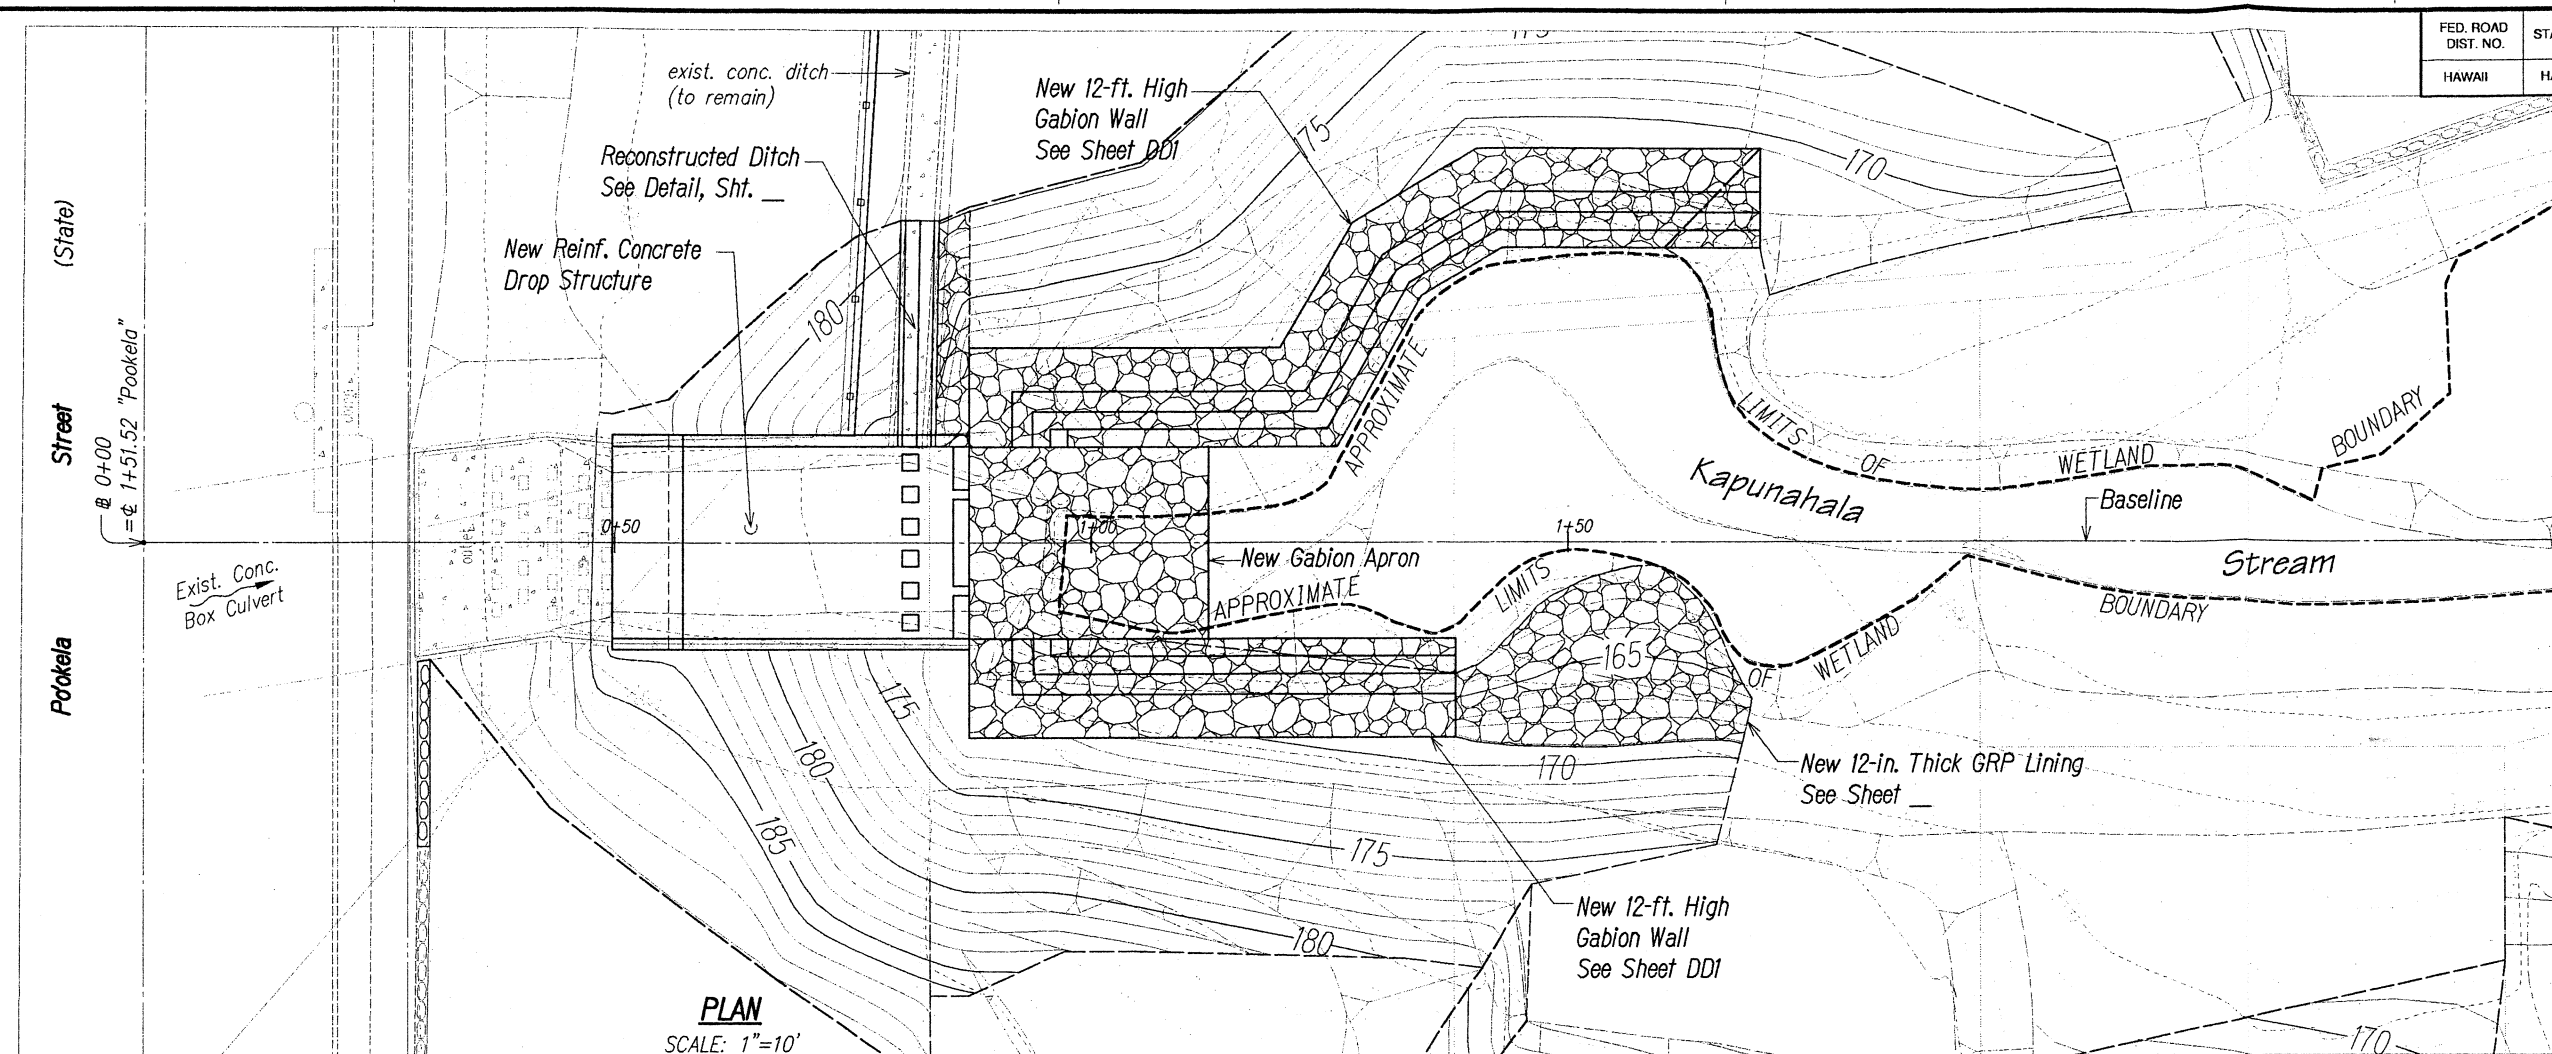 FED. ROAD
DIST. NO.
HAWAII
exist. conc. ditch
(to remain)
New 12-ft. High
Gabion Wall
See Sheet DD1
Reconstructed Ditch
See Detail, Sht. __
New Reinf. Concrete
Drop Structure
(State)
Street
Po'okela
0+00
1+51.52 "Pookela"
Exist. Conc.
Box Culvert
outlet
180
75
170
0+50
1+00
1+50
New Gabion Apron
APPROXIMATE
LIMITS
OF
WETLAND
BOUNDARY
Kapunahala
Stream
Baseline
APPROXIMATE
LIMITS
OF
WETLAND
BOUNDARY
165
175
180
185
170
175
180
170
New 12-in. Thick GRP Lining
See Sheet __
New 12-ft. High
Gabion Wall
See Sheet DD1
PLAN
SCALE: 1"=10'